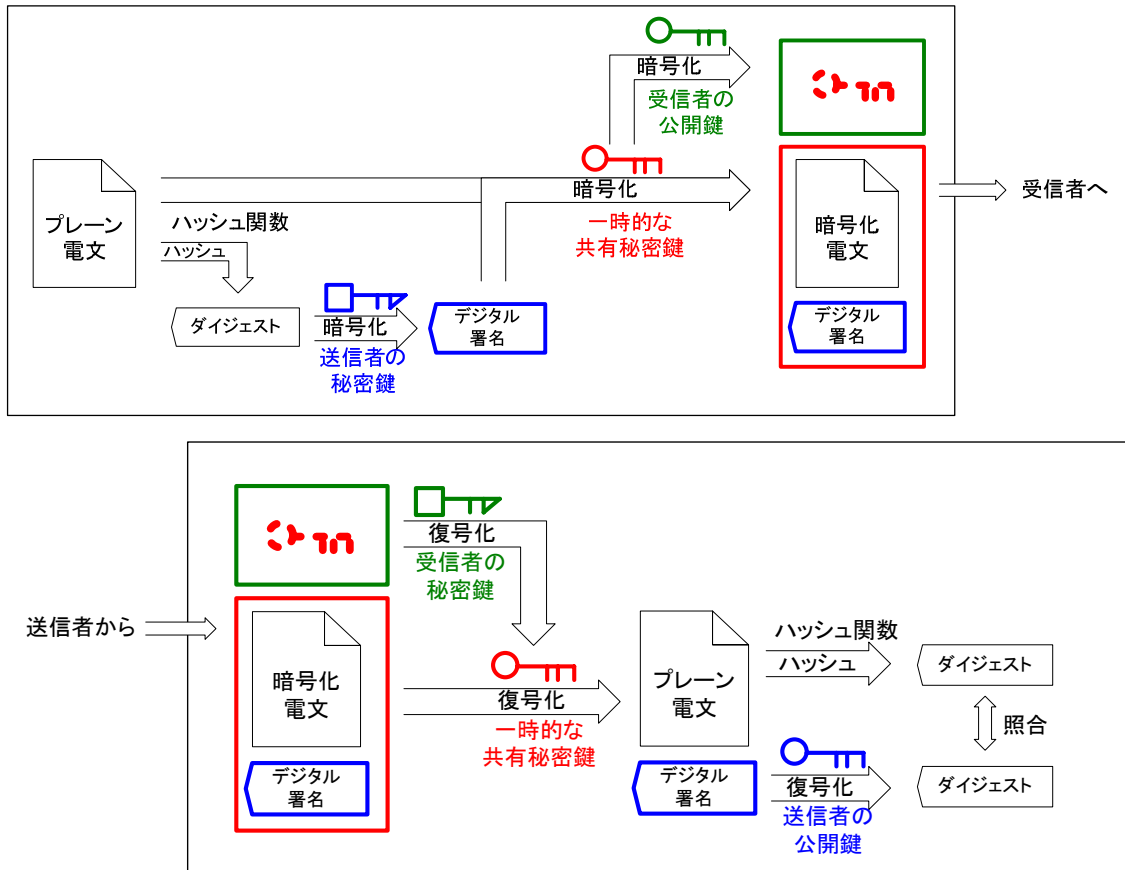 暗号化
受信者の
公開鍵
プレーン
電文
暗号化
一時的な
共有秘密鍵
ハッシュ関数
ハッシュ
ダイジェスト
暗号化
送信者の
秘密鍵
デジタル
署名
暗号化
電文
デジタル
署名
受信者へ
送信者から
復号化
受信者の
秘密鍵
暗号化
電文
デジタル
署名
復号化
一時的な
共有秘密鍵
プレーン
電文
デジタル
署名
ハッシュ関数
ハッシュ
ダイジェスト
照合
復号化
送信者の
公開鍵
ダイジェスト